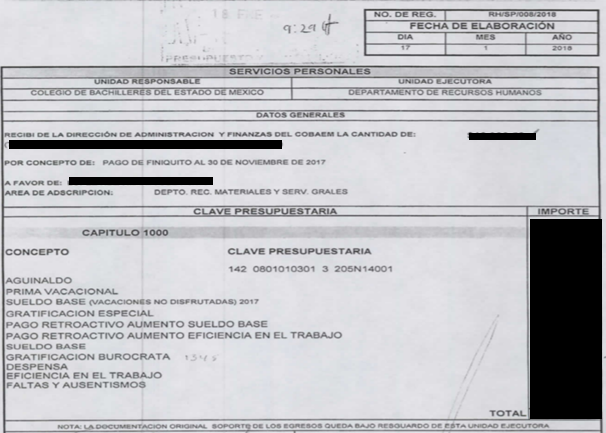 18 FEB
9:29
PRESUPUESTO
NO. DE REG. RH/SP/008/2018
FECHA DE ELABORACIÓN
DIA MES AÑO
17 1 2018
SERVICIOS PERSONALES
UNIDAD RESPONSABLE UNIDAD EJECUTORA
COLEGIO DE BACHILLERES DEL ESTADO DE MEXICO DEPARTAMENTO DE RECURSOS HUMANOS
DATOS GENERALES
RECIBI DE LA DIRECCIÓN DE ADMINISTRACION Y FINANZAS DEL COBAEM LA CANTIDAD DE:
(
POR CONCEPTO DE: PAGO DE FINIQUITO AL 30 DE NOVIEMBRE DE 2017
A FAVOR DE:
AREA DE ADSCRIPCION: DEPTO. REC. MATERIALES Y SERV. GRALES
CLAVE PRESUPUESTARIA IMPORTE
CAPITULO 1000
CONCEPTO CLAVE PRESUPUESTARIA
142 0801010301 3 205N14001
AGUINALDO
PRIMA VACACIONAL
SUELDO BASE (VACACIONES NO DISFRUTADAS) 2017
GRATIFICACION ESPECIAL
PAGO RETROACTIVO AUMENTO SUELDO BASE
PAGO RETROACTIVO AUMENTO EFICIENCIA EN EL TRABAJO
SUELDO BASE
GRATIFICACION BUROCRATA 1345
DESPENSA
EFICIENCIA EN EL TRABAJO
FALTAS Y AUSENTISMOS
TOTAL
NOTA: LA DOCUMENTACIÓN ORIGINAL SOPORTE DE LOS EGRESOS QUEDA BAJO RESGUARDO DE ESTA UNIDAD EJECUTORA